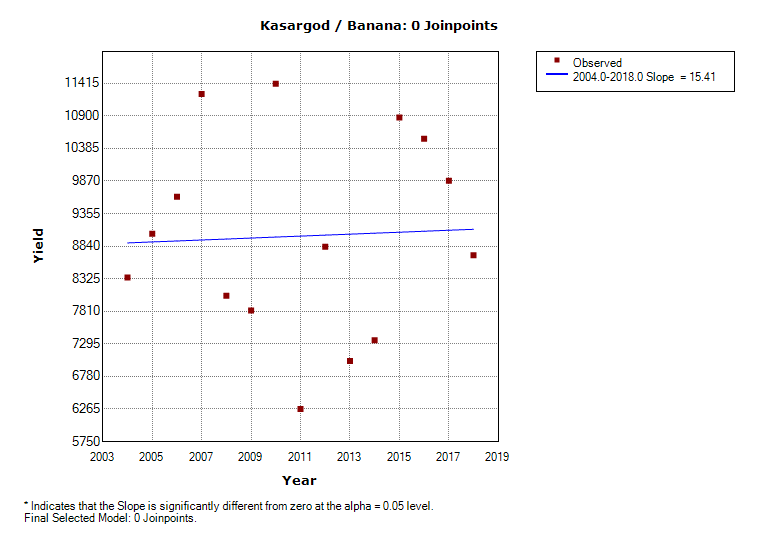 Kasargod / Banana: 0 Joinpoints
Observed
2004.0-2018.0 Slope = 15.41
11415
10900
10385
9870
9355
8840
8325
7810
7295
6780
6265
5750
Yield
2003 2005 2007 2009 2011 2013 2015 2017 2019
Year
* Indicates that the Slope is significantly different from zero at the alpha = 0.05 level.
Final Selected Model: 0 Joinpoints.